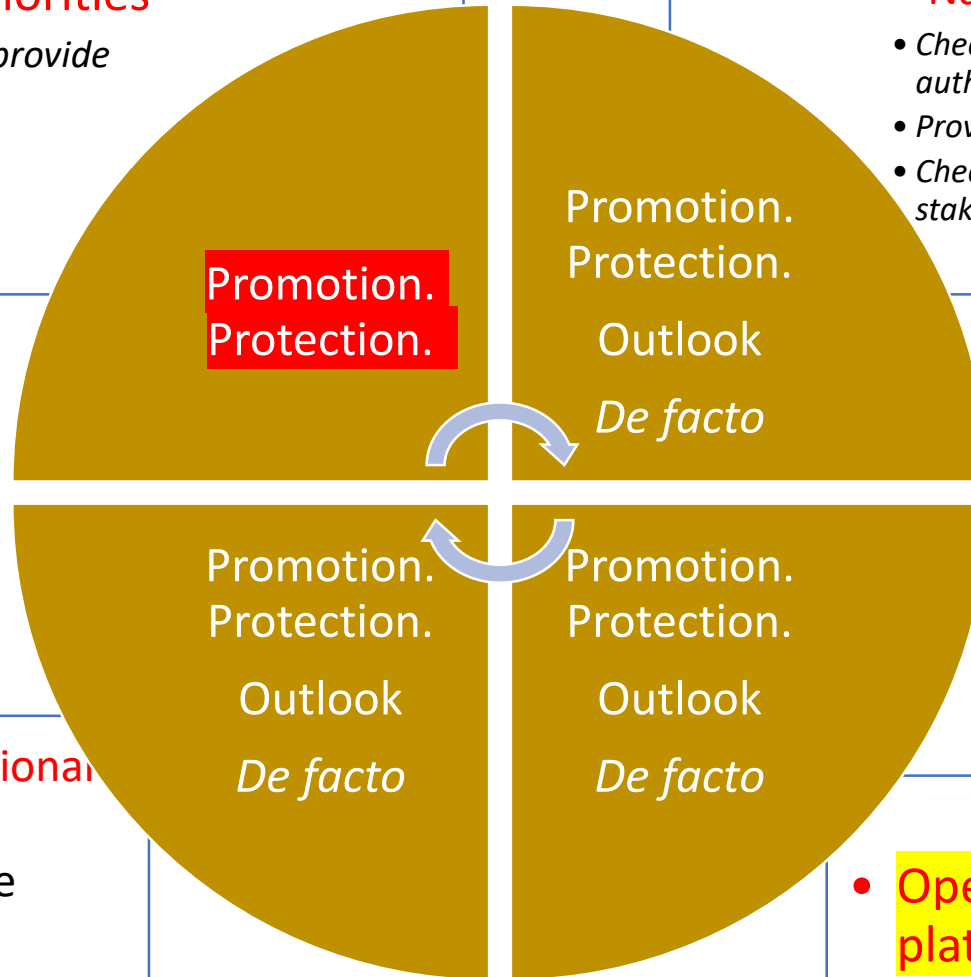 provide
Promotion.
Protection.
Promotion.
Protection.
Outlook
De facto
Promotion.
Protection.
Outlook
De facto
Promotion.
Protection.
Outlook
De facto